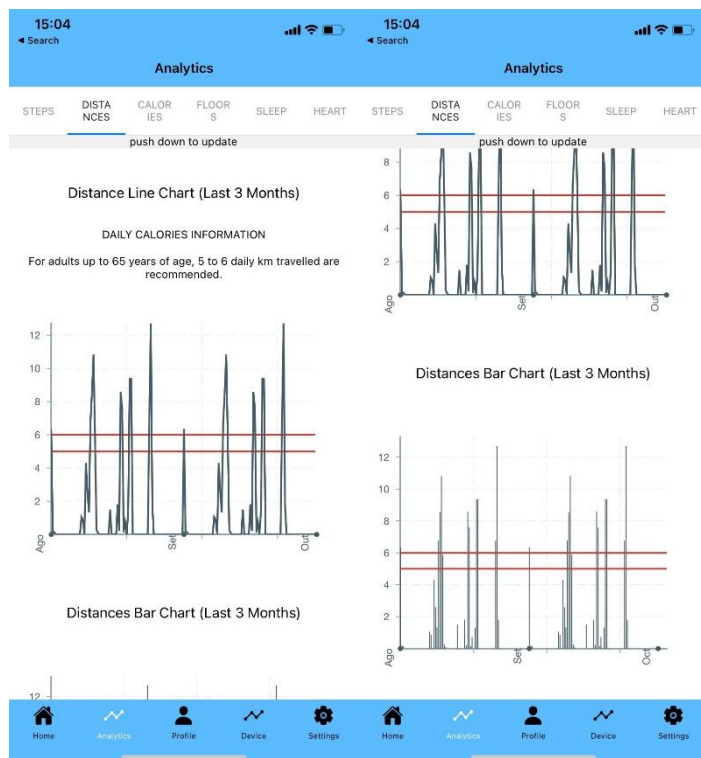 15:04
◀ Search
Analytics
STEPS
DISTA
NCES
CALOR
IES
FLOOR
S
SLEEP
HEART
push down to update
Distance Line Chart (Last 3 Months)
DAILY CALORIES INFORMATION
For adults up to 65 years of age, 5 to 6 daily km travelled are
recommended.
12
10
8
6
4
2
Ago
Set
Out
Distances Bar Chart (Last 3 Months)
12
Home
Analytics
Profile
Device
Settings
15:04
◀ Search
Analytics
STEPS
DISTA
NCES
CALOR
IES
FLOOR
S
SLEEP
HEART
push down to update
8
6
4
2
Ago
Set
Out
Distances Bar Chart (Last 3 Months)
12
10
8
6
4
2
Ago
Set
Oct
Home
Analytics
Profile
Device
Settings